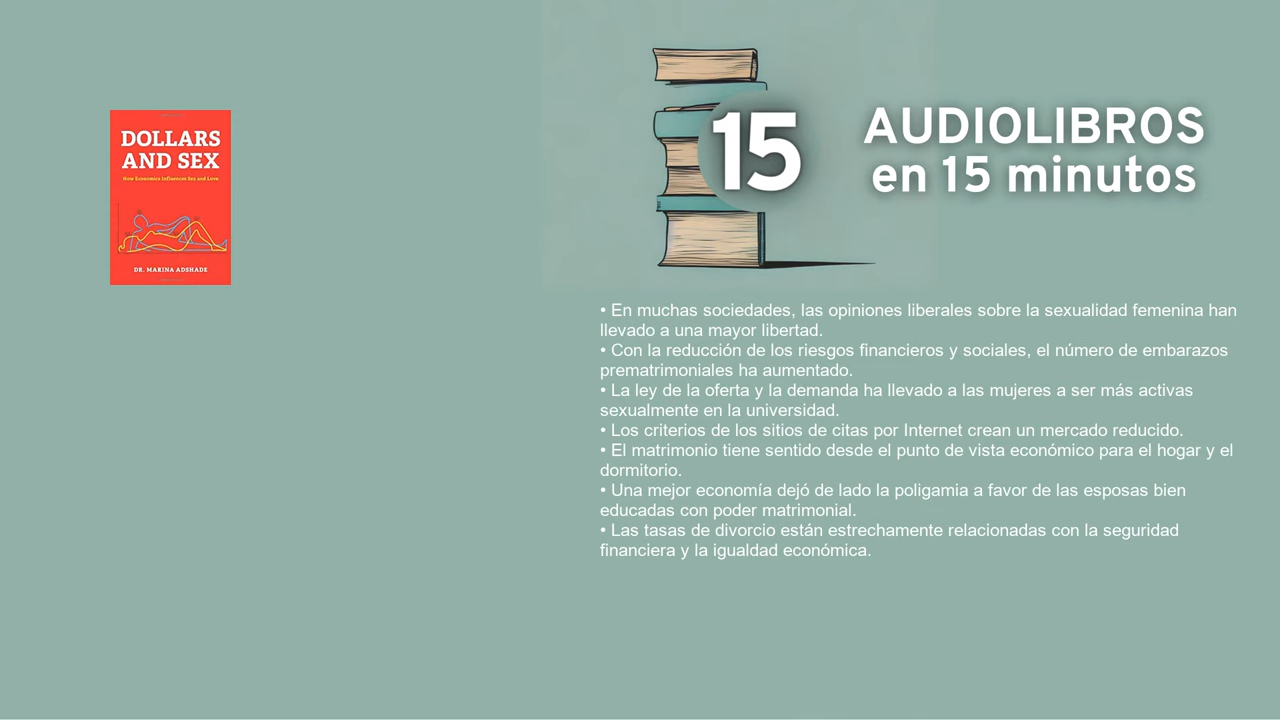 DOLLARS
AND SEX
How Economics Influences Sex and Love
DR. MARINA ADSHADE
15
AUDIOLIBROS
en 15 minutos
• En muchas sociedades, las opiniones liberales sobre la sexualidad femenina han
llevado a una mayor libertad.
• Con la reducción de los riesgos financieros y sociales, el número de embarazos
prematrimoniales ha aumentado.
• La ley de la oferta y la demanda ha llevado a las mujeres a ser más activas
sexualmente en la universidad.
• Los criterios de los sitios de citas por Internet crean un mercado reducido.
• El matrimonio tiene sentido desde el punto de vista económico para el hogar y el
dormitorio.
• Una mejor economía dejó de lado la poligamia a favor de las esposas bien
educadas con poder matrimonial.
• Las tasas de divorcio están estrechamente relacionadas con la seguridad
financiera y la igualdad económica.